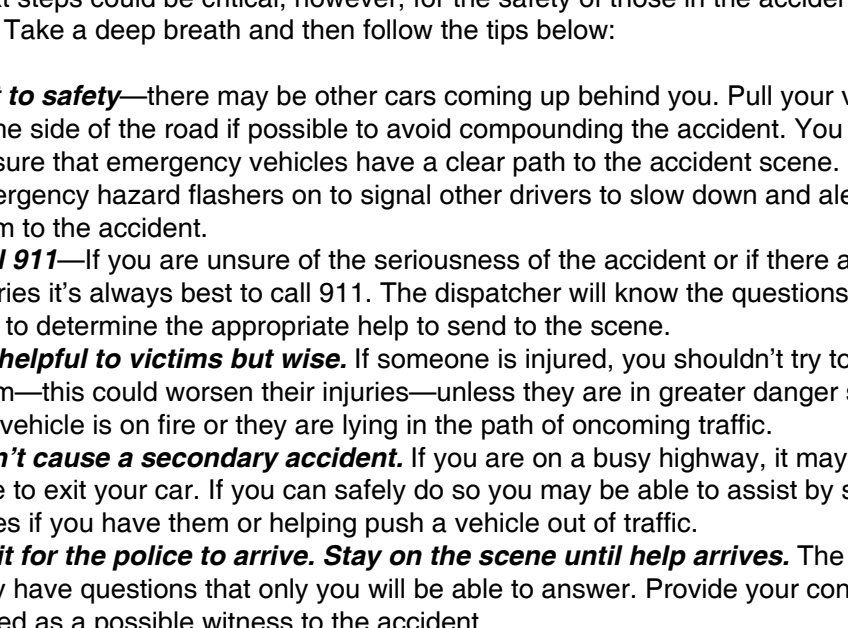 steps could be critical, however, for the safety of those in the
Take a deep breath and then follow the tips below:
to safety—there may be other cars coming up behind you. Pull your
side of the road if possible to avoid compounding the accident. You
sure that emergency vehicles have a clear path to the accident scene.
hazard flashers on to signal other drivers to slow down and
to the accident.
911—If you are unsure of the seriousness of the accident or if there
it’s always best to call 911. The dispatcher will know the questions
to determine the appropriate help to send to the scene.
helpful to victims but wise. If someone is injured, you shouldn’t try to
this could worsen their injuries—unless they are in greater danger
vehicle is on fire or they are lying in the path of oncoming traffic.
cause a secondary accident. If you are on a busy highway, it may
to exit your car. If you can safely do so you may be able to assist by
if you have them or helping push a vehicle out of traffic.
for the police to arrive. Stay on the scene until help arrives. The
have questions that only you will be able to answer. Provide your
as a possible witness to the accident